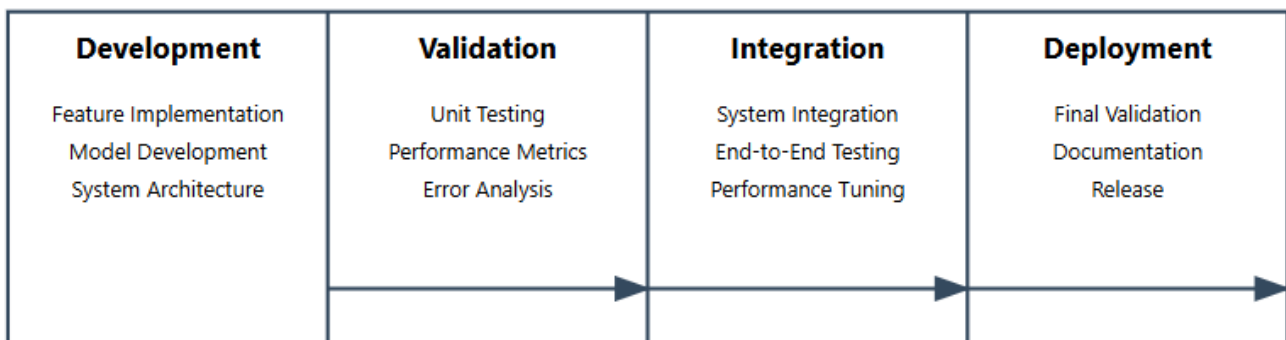 Development
Feature Implementation
Model Development
System Architecture
Validation
Unit Testing
Performance Metrics
Error Analysis
Integration
System Integration
End-to-End Testing
Performance Tuning
Deployment
Final Validation
Documentation
Release